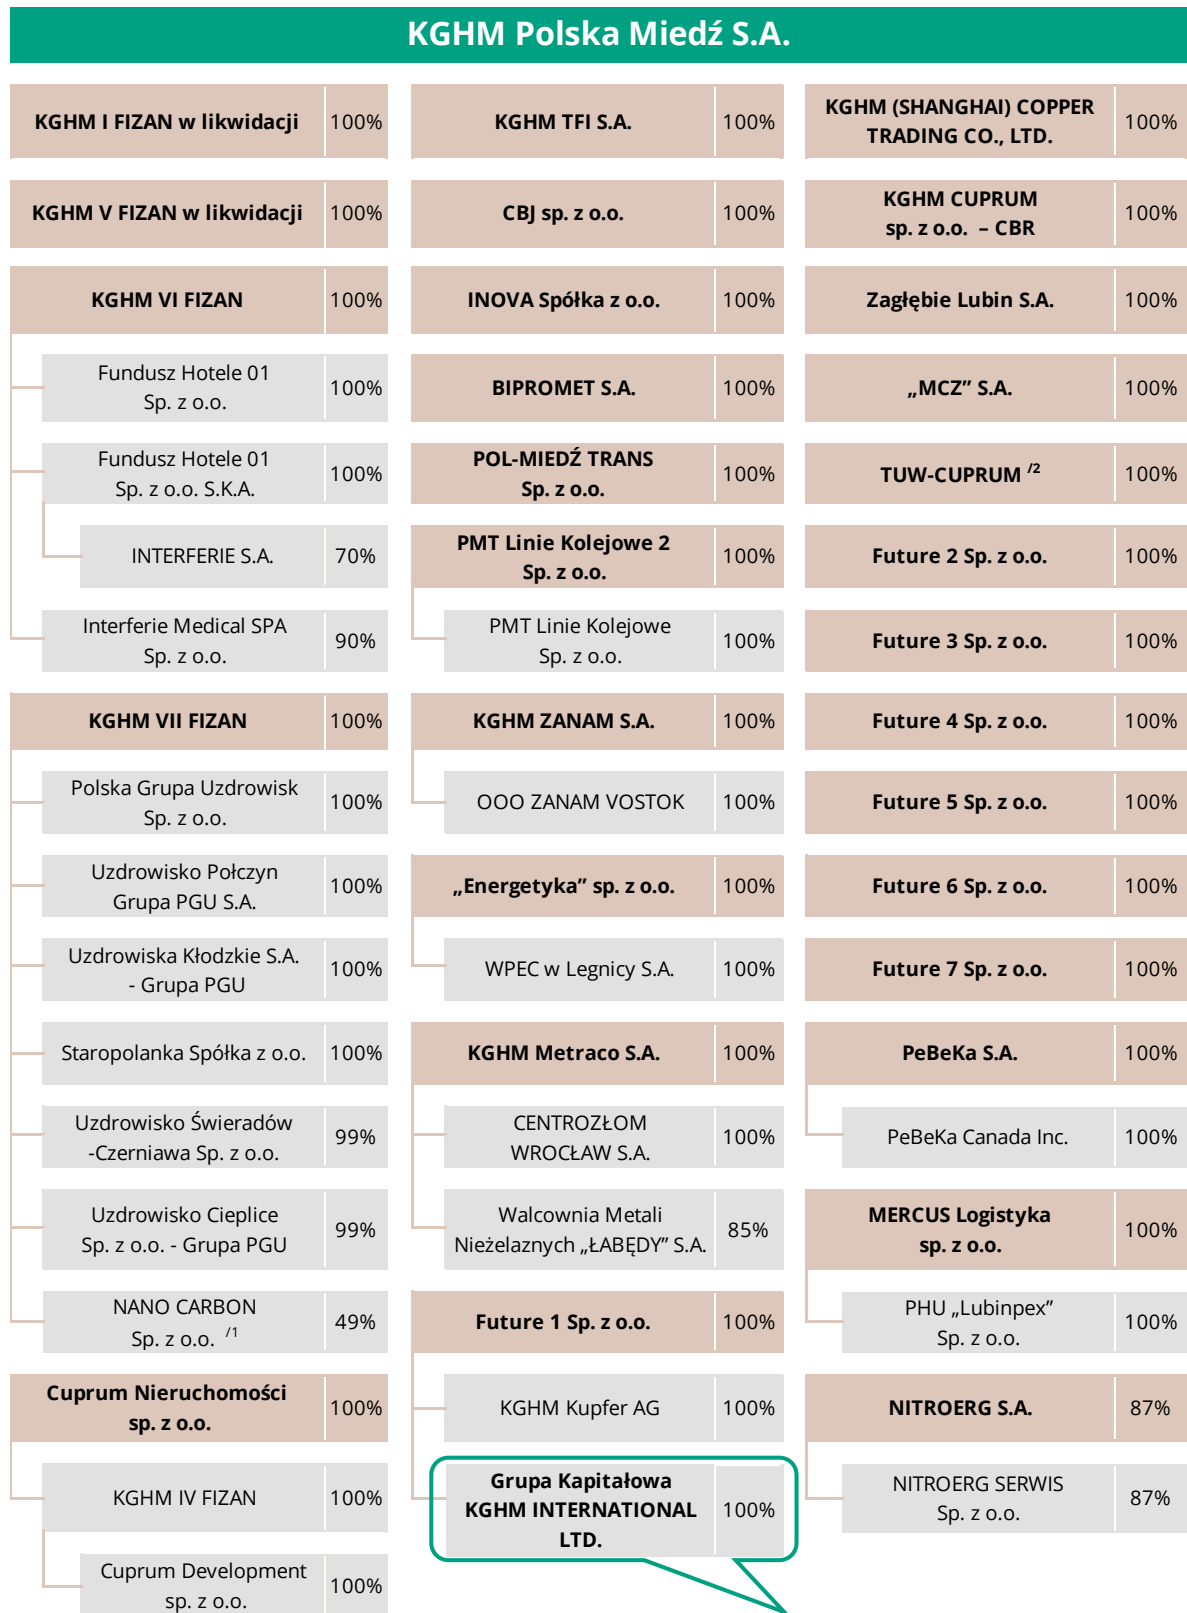 KGHM Polska Miedź S.A.
KGHM I FIZAN w likwidacji 100%
KGHM V FIZAN w likwidacji 100%
KGHM VI FIZAN 100%
Fundusz Hotele 01
Sp. z o.o.
100%
Fundusz Hotele 01
Sp. z o.o. S.K.A.
100%
INTERFERIE S.A. 70%
Interferie Medical SPA
Sp. z o.o.
90%
KGHM VII FIZAN 100%
Polska Grupa Uzdrowisk
Sp. z o.o.
100%
Uzdrowisko Połczyn
Grupa PGU S.A.
100%
Uzdrowiska Kłodzkie S.A.
- Grupa PGU
100%
Staropolanka Spółka z o.o. 100%
Uzdrowisko Świeradów
-Czerniawa Sp. z o.o.
99%
Uzdrowisko Cieplice
Sp. z o.o. - Grupa PGU
99%
NANO CARBON
Sp. z o.o. /1
49%
Cuprum Nieruchomości
sp. z o.o.
100%
KGHM IV FIZAN 100%
Cuprum Development
sp. z o.o.
100%
KGHM TFI S.A. 100%
CBJ sp. z o.o. 100%
INOVA Spółka z o.o. 100%
BIPROMET S.A. 100%
POL-MIEDŹ TRANS
Sp. z o.o.
100%
PMT Linie Kolejowe 2
Sp. z o.o.
100%
PMT Linie Kolejowe
Sp. z o.o.
100%
KGHM ZANAM S.A. 100%
OOO ZANAM VOSTOK 100%
„Energetyka” sp. z o.o. 100%
WPEC w Legnicy S.A. 100%
KGHM Metraco S.A. 100%
CENTROZŁOM
WROCŁAW S.A.
100%
Walcownia Metali
Nieżelaznych „ŁABĘDY” S.A.
85%
Future 1 Sp. z o.o. 100%
KGHM Kupfer AG 100%
Grupa Kapitałowa
KGHM INTERNATIONAL
LTD.
100%
KGHM (SHANGHAI) COPPER
TRADING CO., LTD.
100%
KGHM CUPRUM
sp. z o.o. – CBR
100%
Zagłębie Lubin S.A. 100%
„MCZ” S.A. 100%
TUW-CUPRUM /2 100%
Future 2 Sp. z o.o. 100%
Future 3 Sp. z o.o. 100%
Future 4 Sp. z o.o. 100%
Future 5 Sp. z o.o. 100%
Future 6 Sp. z o.o. 100%
Future 7 Sp. z o.o. 100%
PeBeKa S.A. 100%
PeBeKa Canada Inc. 100%
MERCUS Logistyka
sp. z o.o.
100%
PHU „Lubinpex”
Sp. z o.o.
100%
NITROERG S.A. 87%
NITROERG SERWIS
Sp. z o.o.
87%